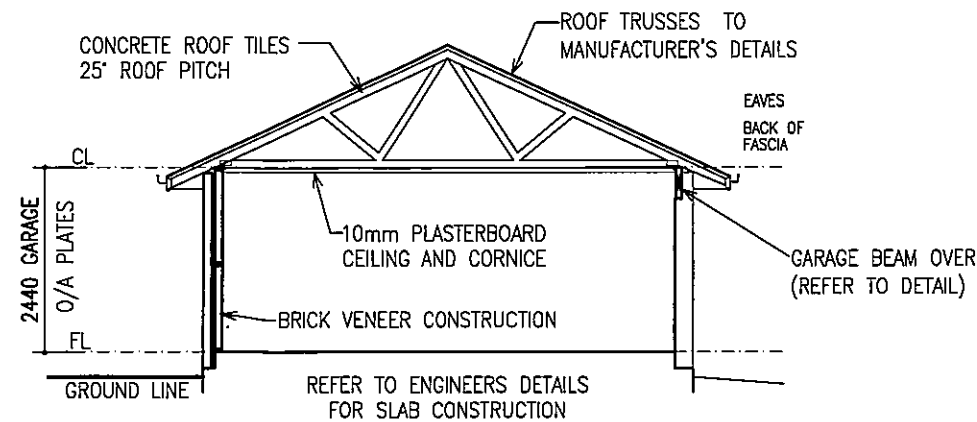 CONCRETE ROOF TILES
25° ROOF PITCH
ROOF TRUSSES TO
MANUFACTURER'S DETAILS
EAVES
BACK OF
FASCIA
CL
2440 GARAGE
O/A PLATES
10mm PLASTERBOARD
CEILING AND CORNICE
GARAGE BEAM OVER
(REFER TO DETAIL)
BRICK VENEER CONSTRUCTION
FL
GROUND LINE
REFER TO ENGINEERS DETAILS
FOR SLAB CONSTRUCTION